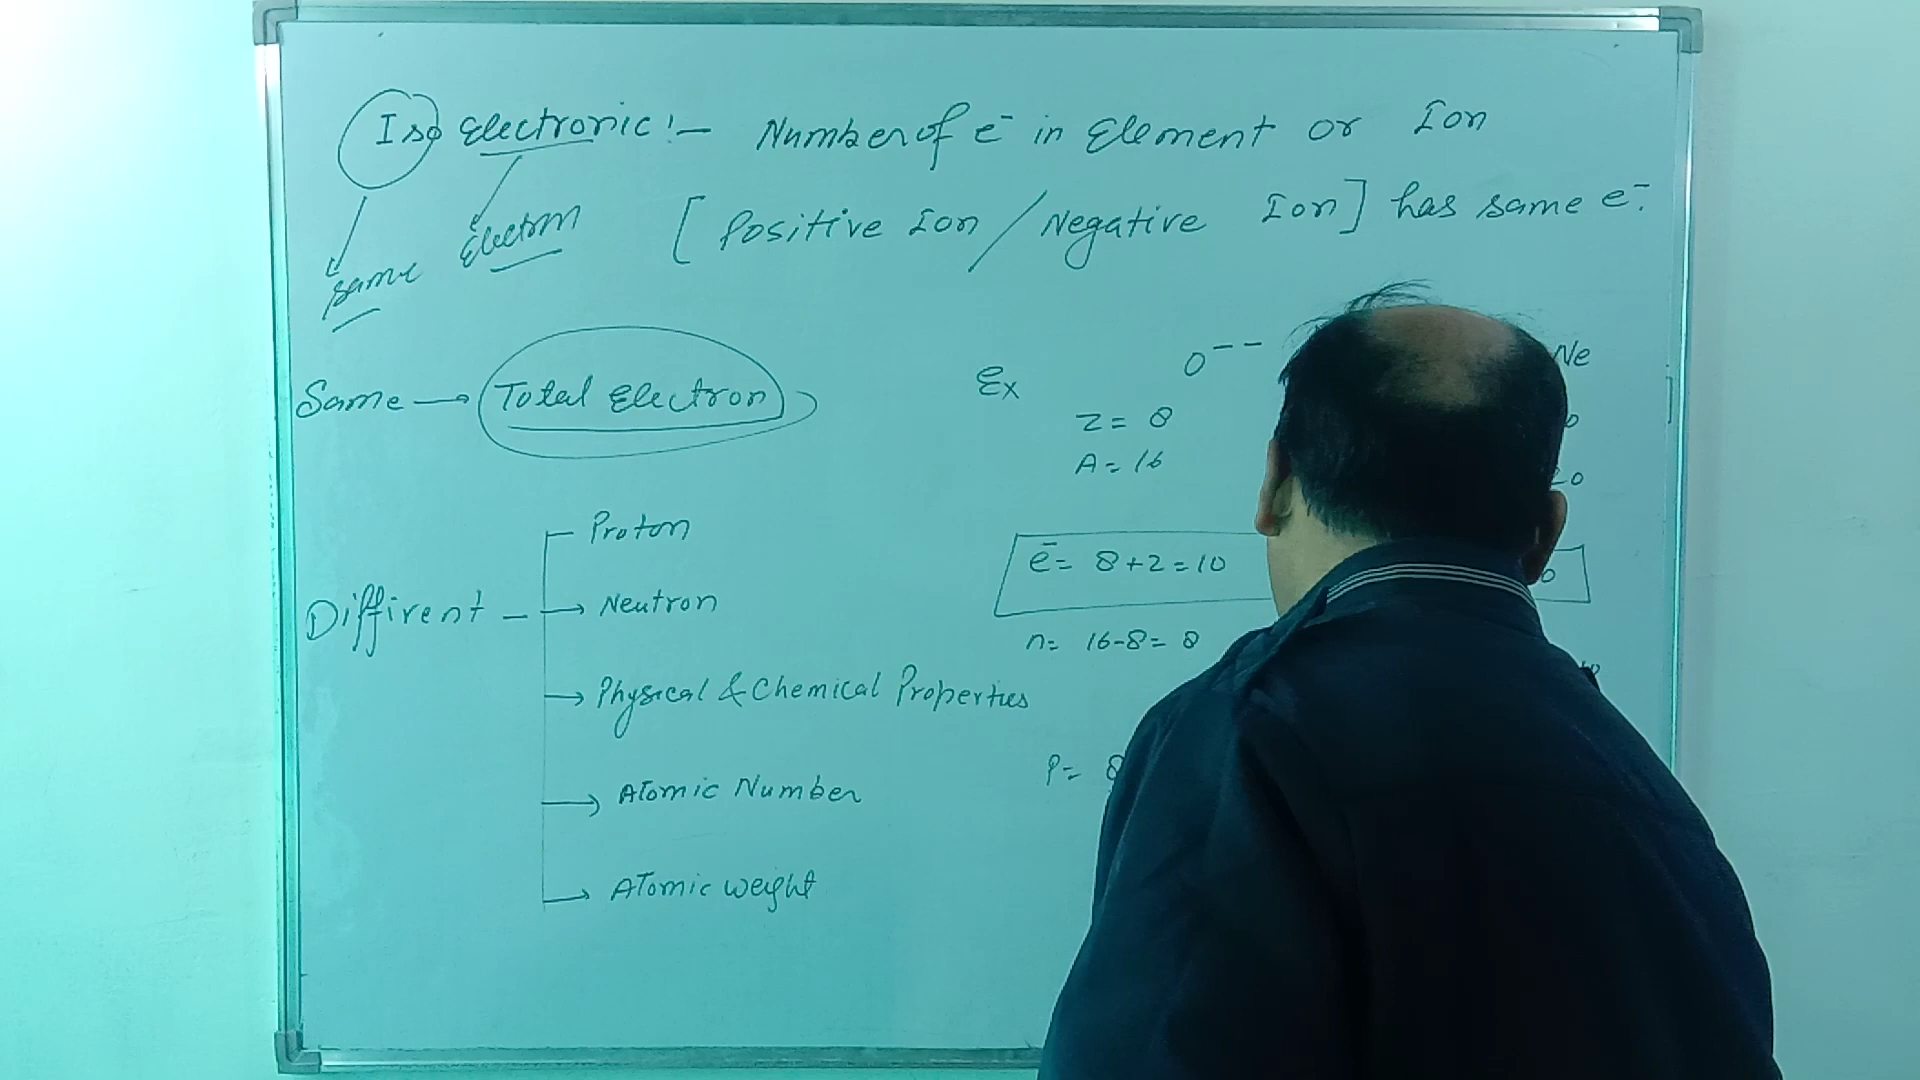 Iso Electronic :- Number of e- in Element or Ion
[Positive Ion / Negative Ion] has same e-.
same
Electron
Same → Total Electron
Diffirent -
Proton
Neutron
Physical & Chemical Properties
Atomic Number
Atomic weight
Ex
O--
Ne
Z = 8
A = 16
e- = 8+2 = 10
n = 16-8 = 8
P = 8